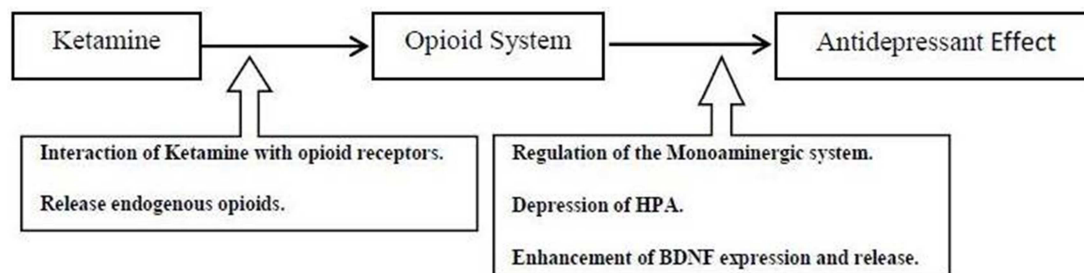 Ketamine
Opioid System
Antidepressant Effect
Interaction of Ketamine with opioid receptors.
Release endogenous opioids.
Regulation of the Monoaminergic system.
Depression of HPA.
Enhancement of BDNF expression and release.